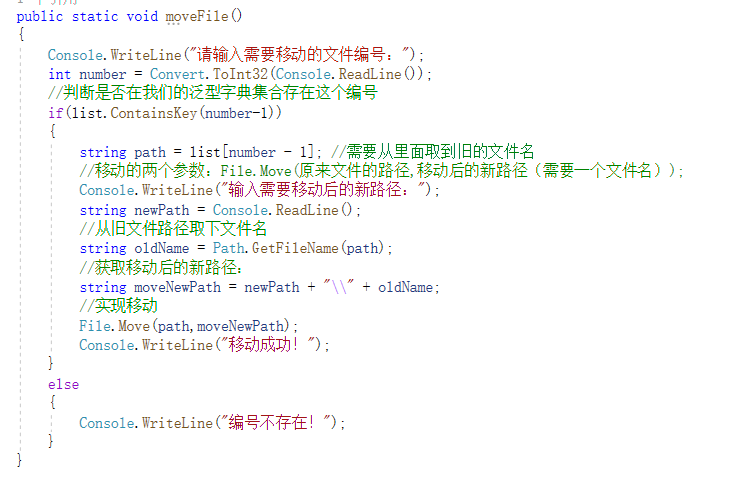 public static void moveFile()
{
Console.WriteLine("请输入需要移动的文件编号：");
int number = Convert.ToInt32(Console.ReadLine());
//判断是否在我们的泛型字典集合存在这个编号
if(list.ContainsKey(number-1))
{
string path = list[number - 1]; //需要从里面取到旧的文件名
//移动的两个参数：File.Move(原来文件的路径,移动后的新路径（需要一个文件名）);
Console.WriteLine("输入需要移动后的新路径：");
string newPath = Console.ReadLine();
//从旧文件路径取下文件名
string oldName = Path.GetFileName(path);
//获取移动后的新路径：
string moveNewPath = newPath + "\\" + oldName;
//实现移动
File.Move(path,moveNewPath);
Console.WriteLine("移动成功！");
}
else
{
Console.WriteLine("编号不存在！");
}
}